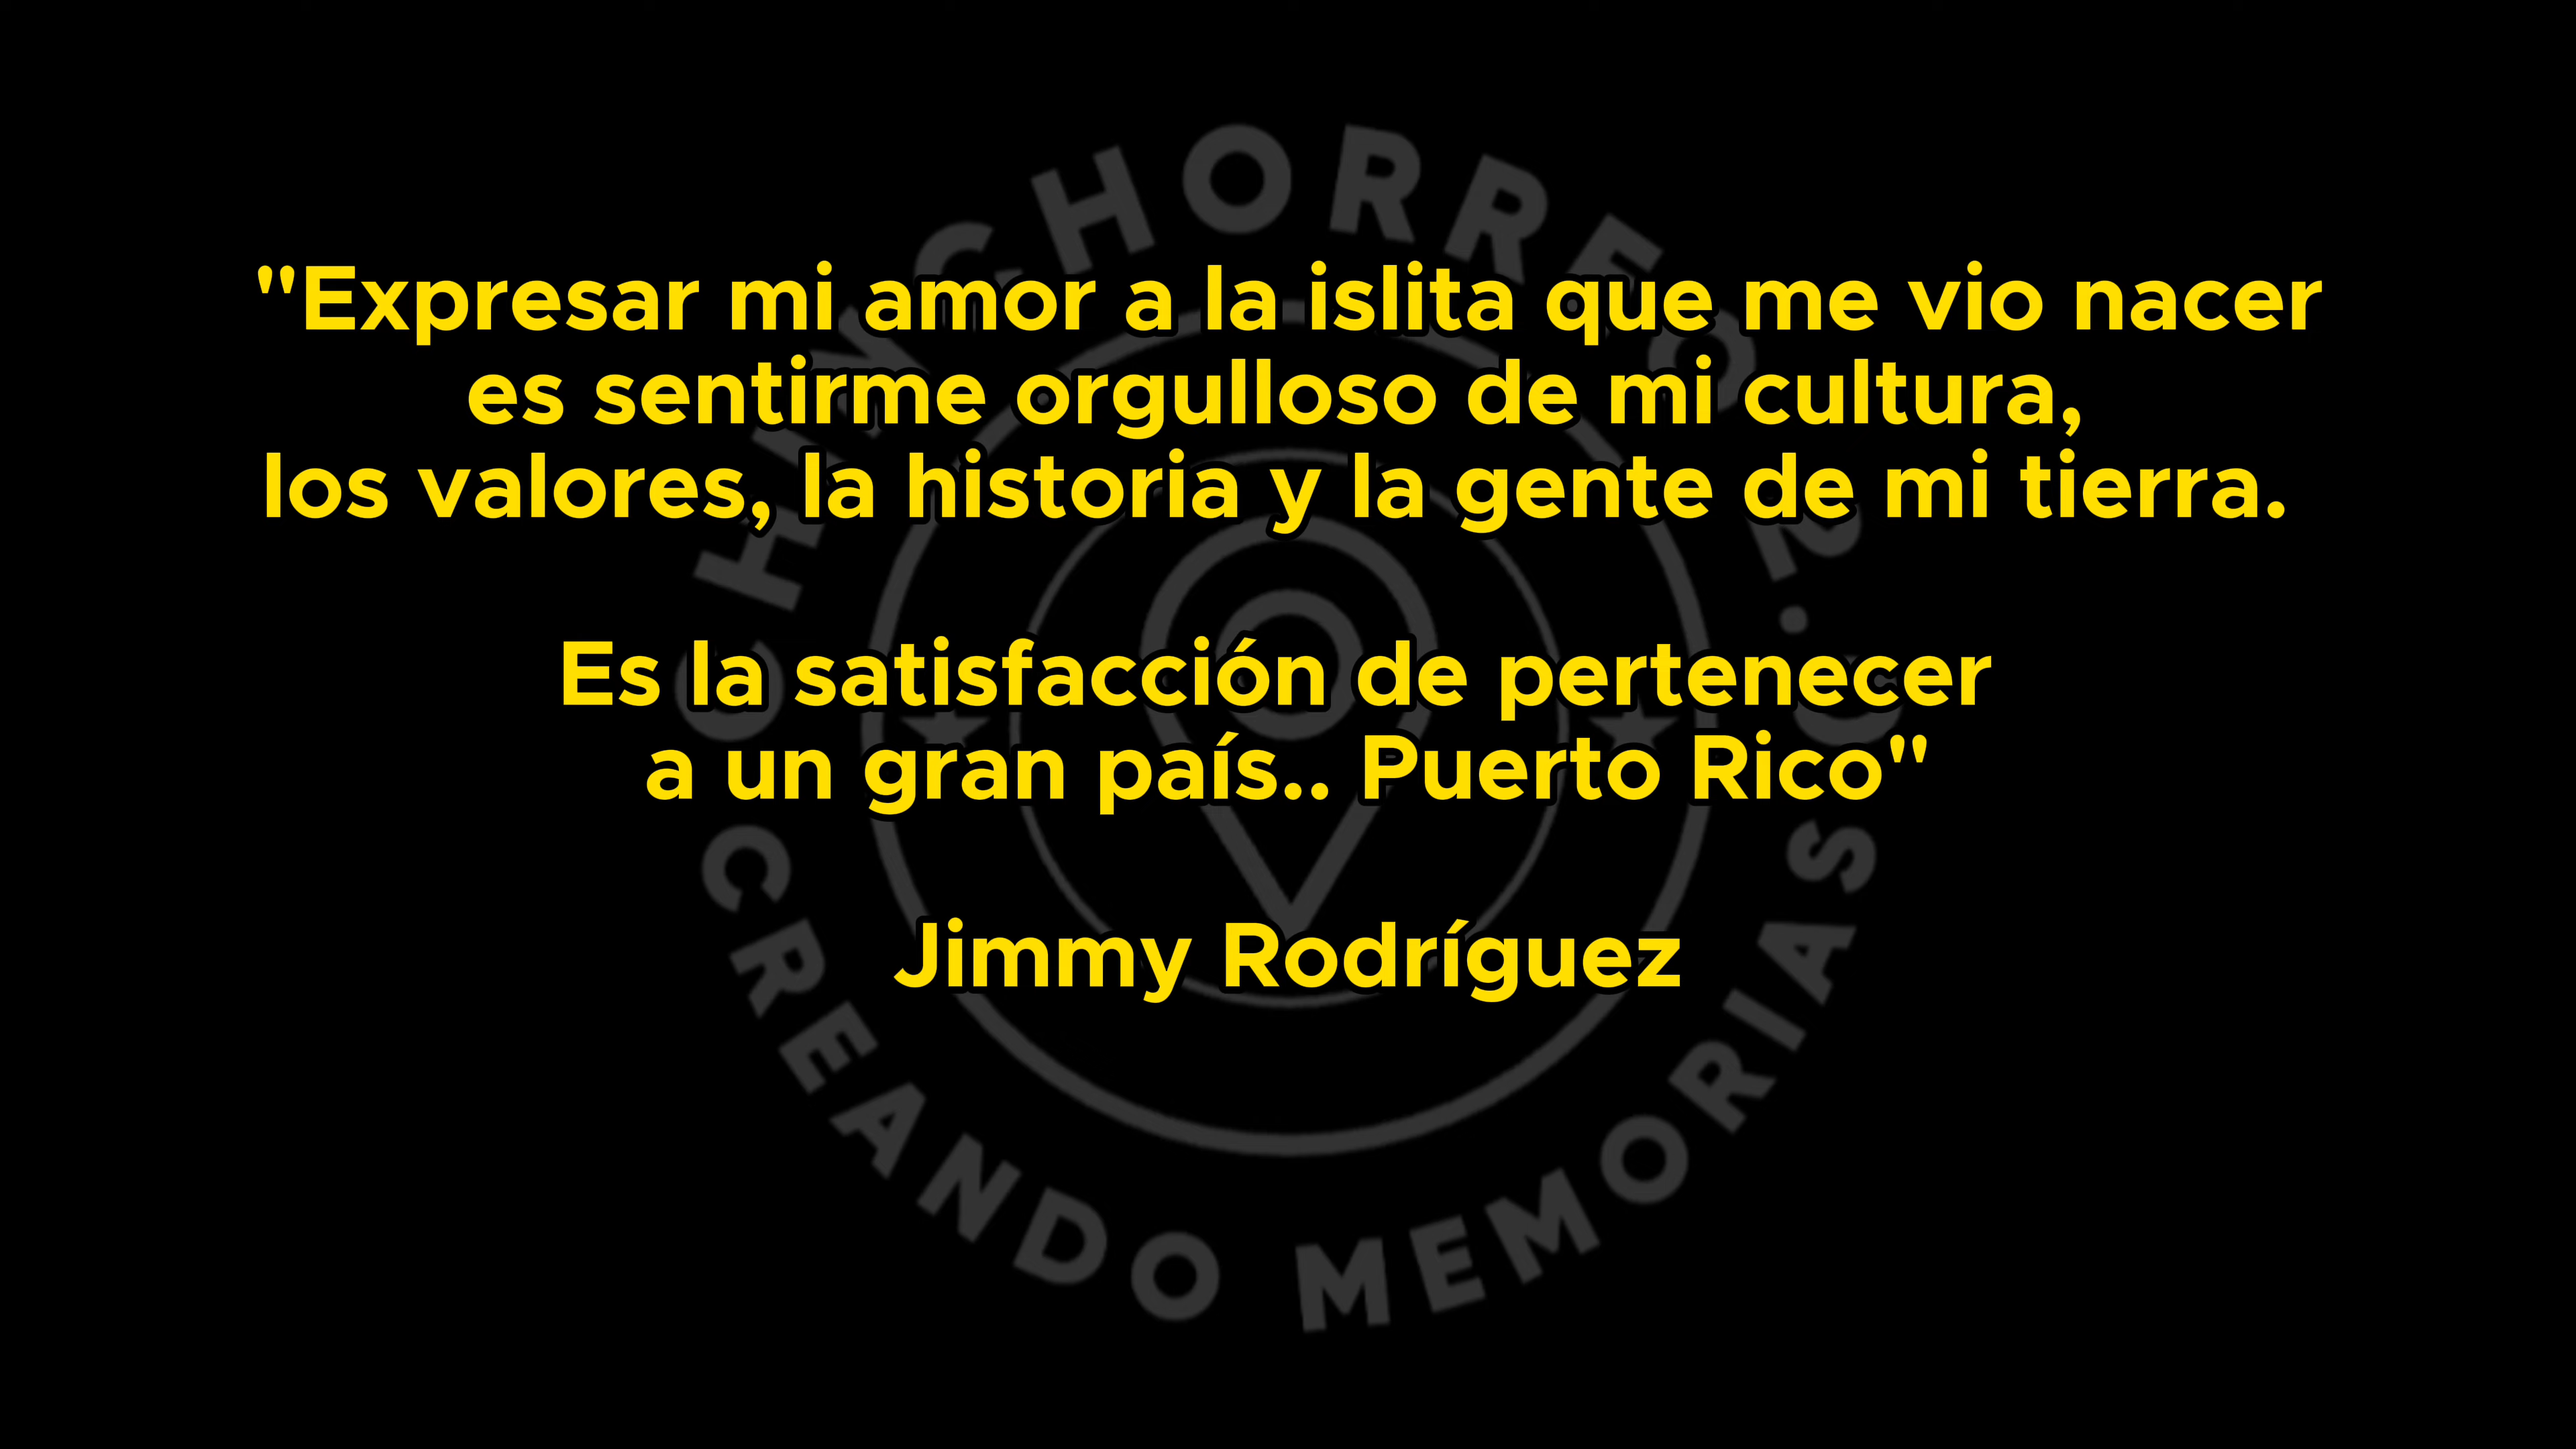 "Expresar mi amor a la islita que me vio nacer
es sentirme orgulloso de mi cultura,
los valores, la historia y la gente de mi tierra.
Es la satisfacción de pertenecer
a un gran país.. Puerto Rico"
Jimmy Rodríguez
CREANDO MEMORIAS